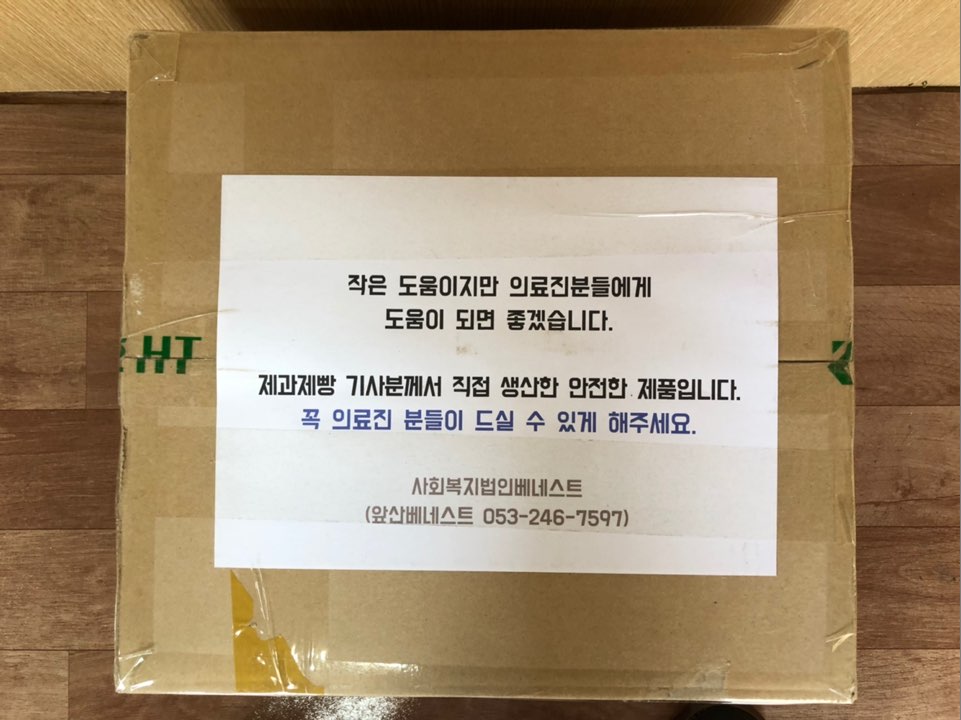 작은 도움이지만 의료진분들에게
도움이 되면 좋겠습니다.
HT
제과제빵 기사분께서 직접 생산한 안전한 제품입니다.
꼭 의료진 분들이 드실 수 있게 해주세요.
사회복지법인베네스트
(앞산베네스트 053-246-7597)